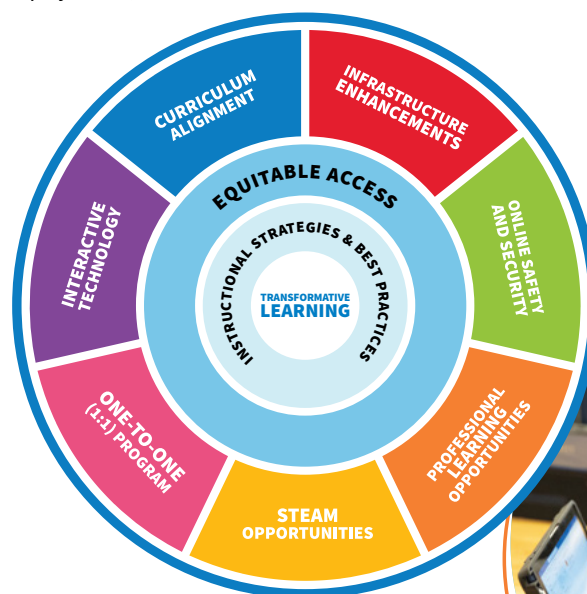 CURRICULUM
ALIGNMENT
INFRASTRUCTURE
ENHANCEMENTS
ONLINE SAFETY
AND SECURITY
PROFESSIONAL
LEARNING
OPPORTUNITIES
STEAM
OPPORTUNITIES
ONE-TO-ONE
(1:1) PROGRAM
INTERACTIVE
TECHNOLOGY
EQUITABLE ACCESS
INSTRUCTIONAL STRATEGIES & BEST PRACTICES
TRANSFORMATIVE
LEARNING